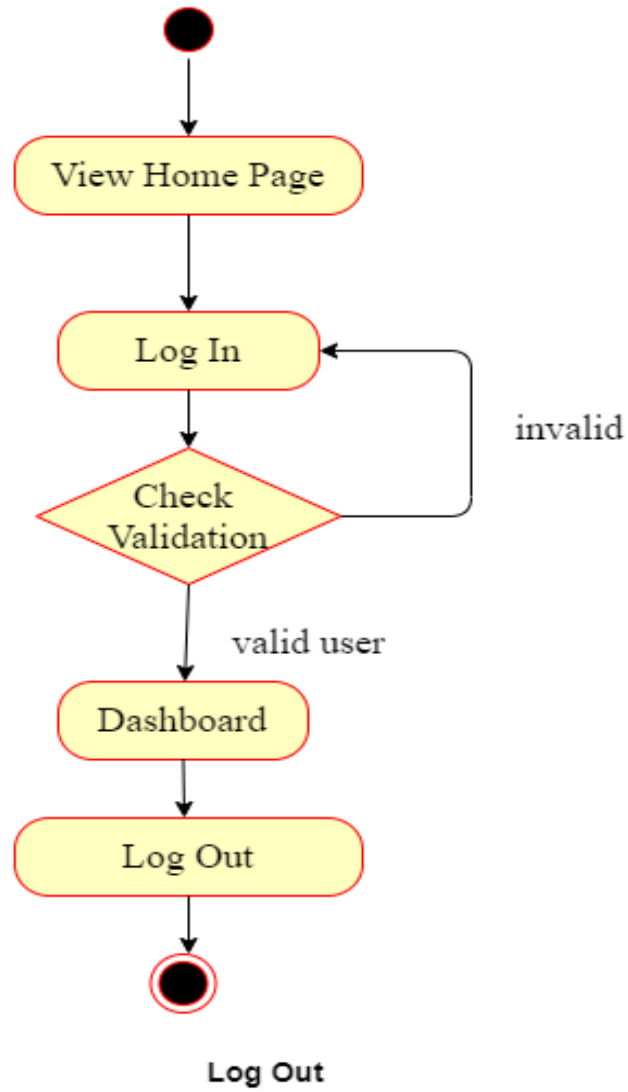 View Home Page
Log In
invalid
Check
Validation
valid user
Dashboard
Log Out
Log Out